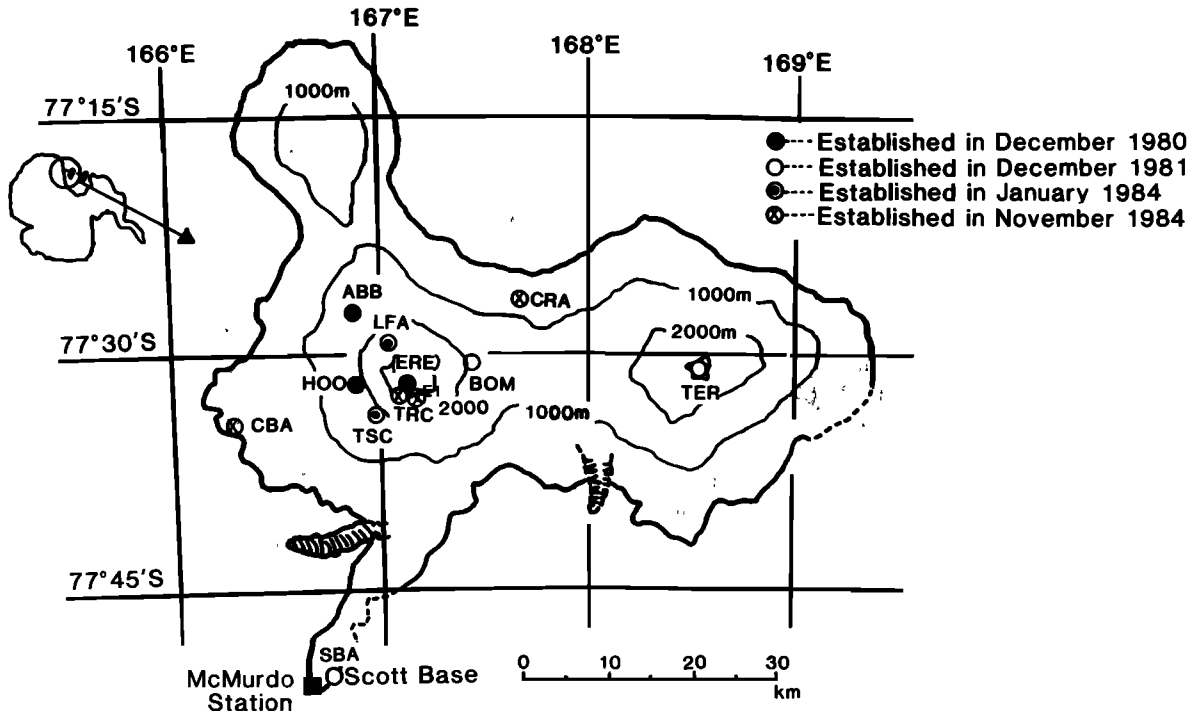 167°E
166°E
168°E
169°E
1000m
77°15'S
Established in December 1980
Established in December 1981
Established in January 1984
Established in November 1984
ABB
CRA
1000m
LFA
2000m
77°30'S
(ERE)
HOO
BOM
TER
E1
TRC
2000
1000m
CBA
TSC
77°45'S
SBA
McMurdo
Station
Scott Base
0 10 20 30
km